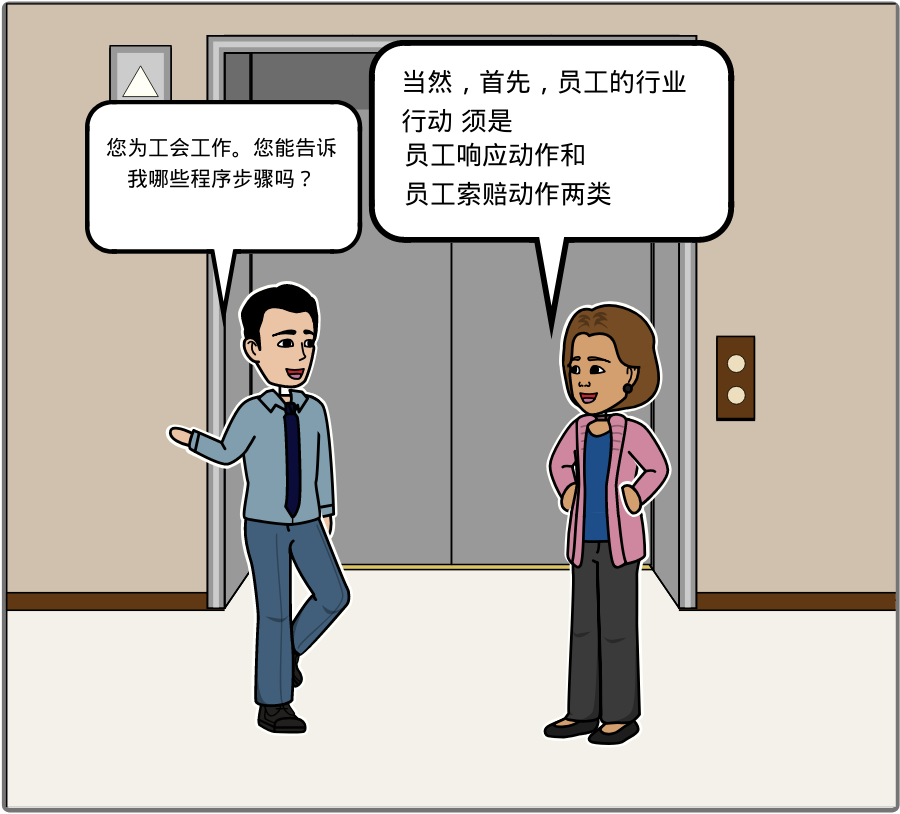 您为工会工作。您能告诉
我哪些程序步骤吗？
当然，首先，员工的行业
行动 须是
员工响应动作和
员工索赔动作两类